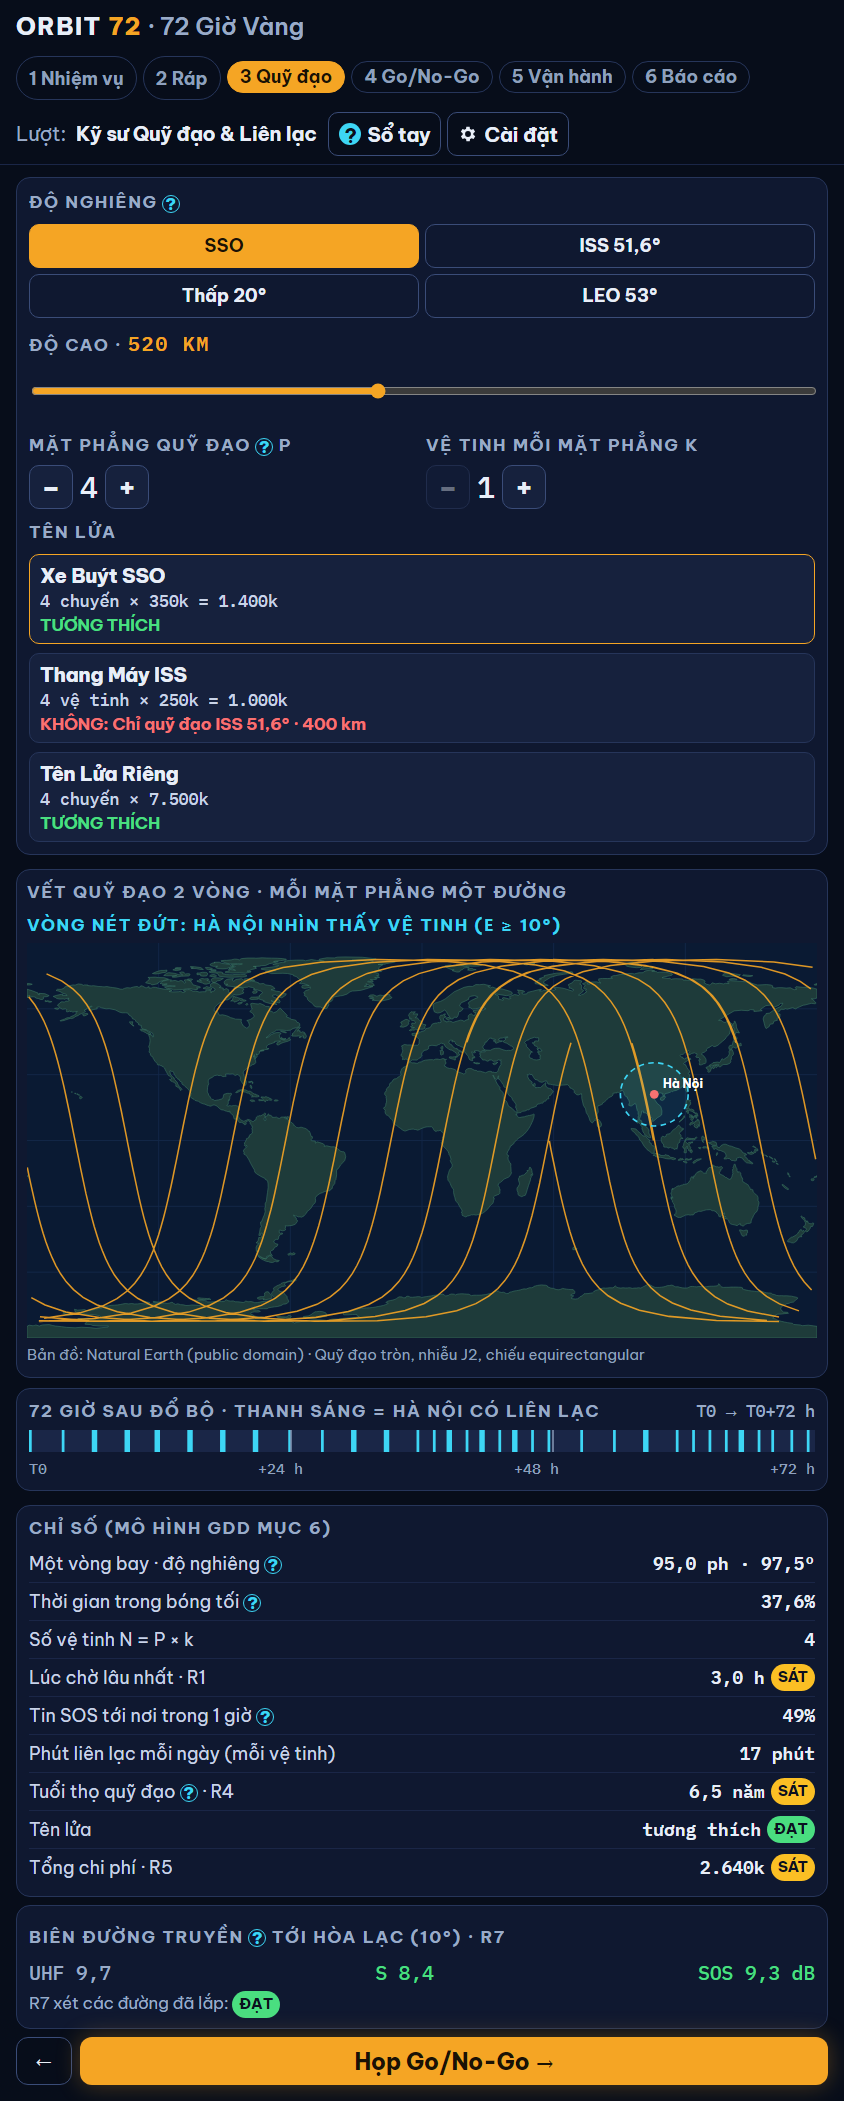 ORBIT 72 · 72 Giờ Vàng
1 Nhiệm vụ 2 Ráp 3 Quỹ đạo 4 Go/No-Go 5 Vận hành 6 Báo cáo
Lượt: Kỹ sư Quỹ đạo & Liên lạc ? Sổ tay ⚙ Cài đặt
ĐỘ NGHIÊNG ?
SSO ISS 51,6°
Thấp 20° LEO 53°
ĐỘ CAO · 520 KM
MẶT PHẲNG QUỸ ĐẠO ? P VỆ TINH MỖI MẶT PHẲNG K
− 4 + − 1 +
TÊN LỬA
Xe Buýt SSO
4 chuyến × 350k = 1.400k
TƯƠNG THÍCH
Thang Máy ISS
4 vệ tinh × 250k = 1.000k
KHÔNG: Chỉ quỹ đạo ISS 51,6° · 400 km
Tên Lửa Riêng
4 chuyến × 7.500k
TƯƠNG THÍCH
VẾT QUỸ ĐẠO 2 VÒNG · MỖI MẶT PHẲNG MỘT ĐƯỜNG
VÒNG NÉT ĐỨT: HÀ NỘI NHÌN THẤY VỆ TINH (E ≥ 10°)
Hà Nội
Bản đồ: Natural Earth (public domain) · Quỹ đạo tròn, nhiễu J2, chiếu equirectangular
72 GIỜ SAU ĐỔ BỘ · THANH SÁNG = HÀ NỘI CÓ LIÊN LẠC T0 → T0+72 h
T0 +24 h +48 h +72 h
CHỈ SỐ (MÔ HÌNH GDD MỤC 6)
Một vòng bay · độ nghiêng ? 95,0 ph · 97,5°
Thời gian trong bóng tối ? 37,6%
Số vệ tinh N = P × k 4
Lúc chờ lâu nhất · R1 3,0 h SÁT
Tin SOS tới nơi trong 1 giờ ? 49%
Phút liên lạc mỗi ngày (mỗi vệ tinh) 17 phút
Tuổi thọ quỹ đạo ? · R4 6,5 năm SÁT
Tên lửa tương thích ĐẠT
Tổng chi phí · R5 2.640k SÁT
BIÊN ĐƯỜNG TRUYỀN ? TỚI HÒA LẠC (10°) · R7
UHF 9,7 S 8,4 SOS 9,3 dB
R7 xét các đường đã lắp: ĐẠT
← Họp Go/No-Go →